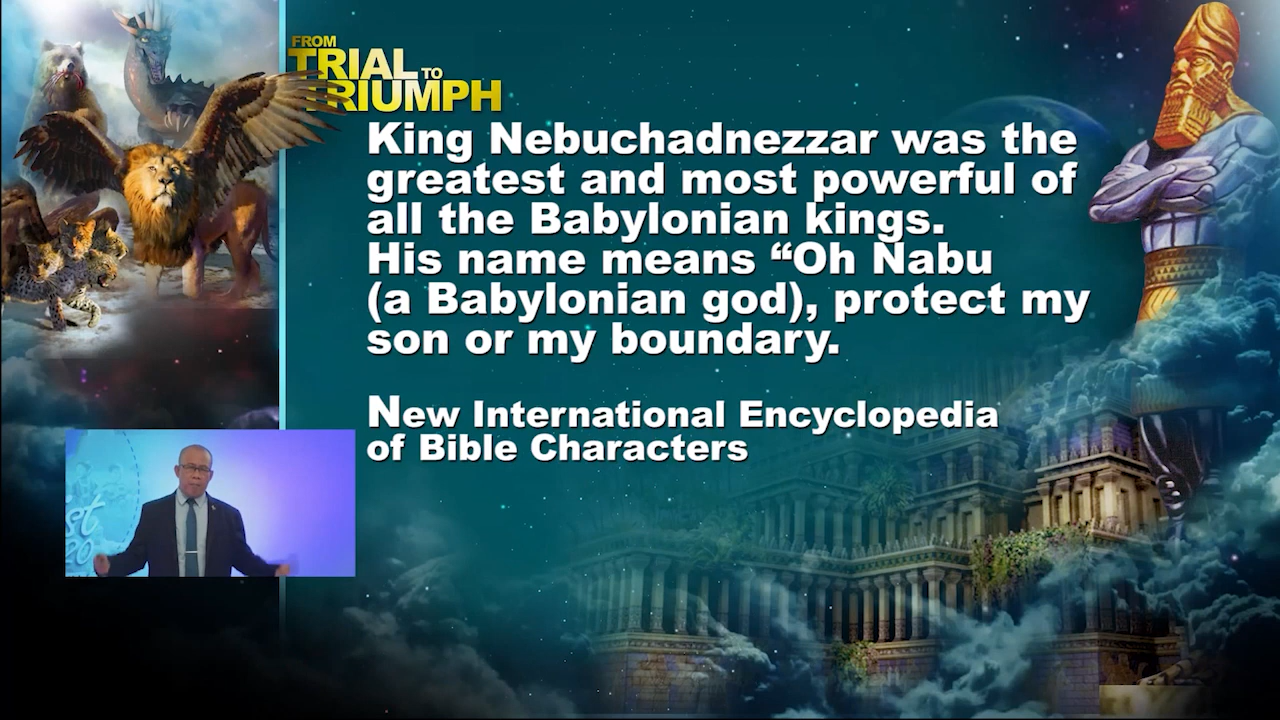 FROM
TRIAL TO
TRIUMPH
King Nebuchadnezzar was the
greatest and most powerful of
all the Babylonian kings.
His name means “Oh Nabu
(a Babylonian god), protect my
son or my boundary.
New International Encyclopedia
of Bible Characters